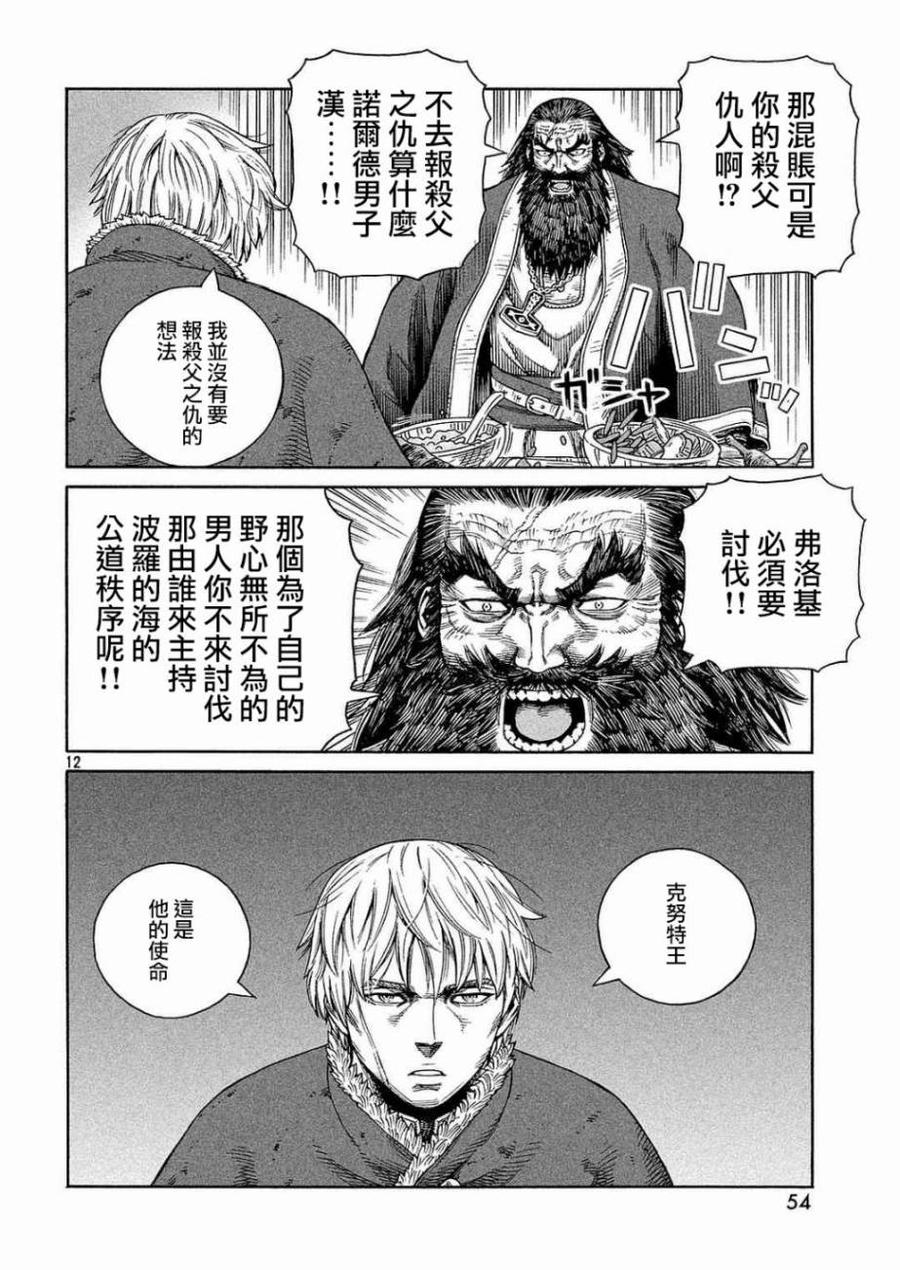 那混賬可是
你的殺父
仇人啊!?
不去報殺父
之仇算什麼
諾爾德男子
漢……!!
ガシャ
我並沒有要
報殺父之仇的
想法
弗洛基
必須要
討伐!!
那個為了自己的
野心無所不為的
男人你不來討伐
那由誰來主持
波羅的海的
公道秩序呢!!
12
克努特王
這是
他的使命
54